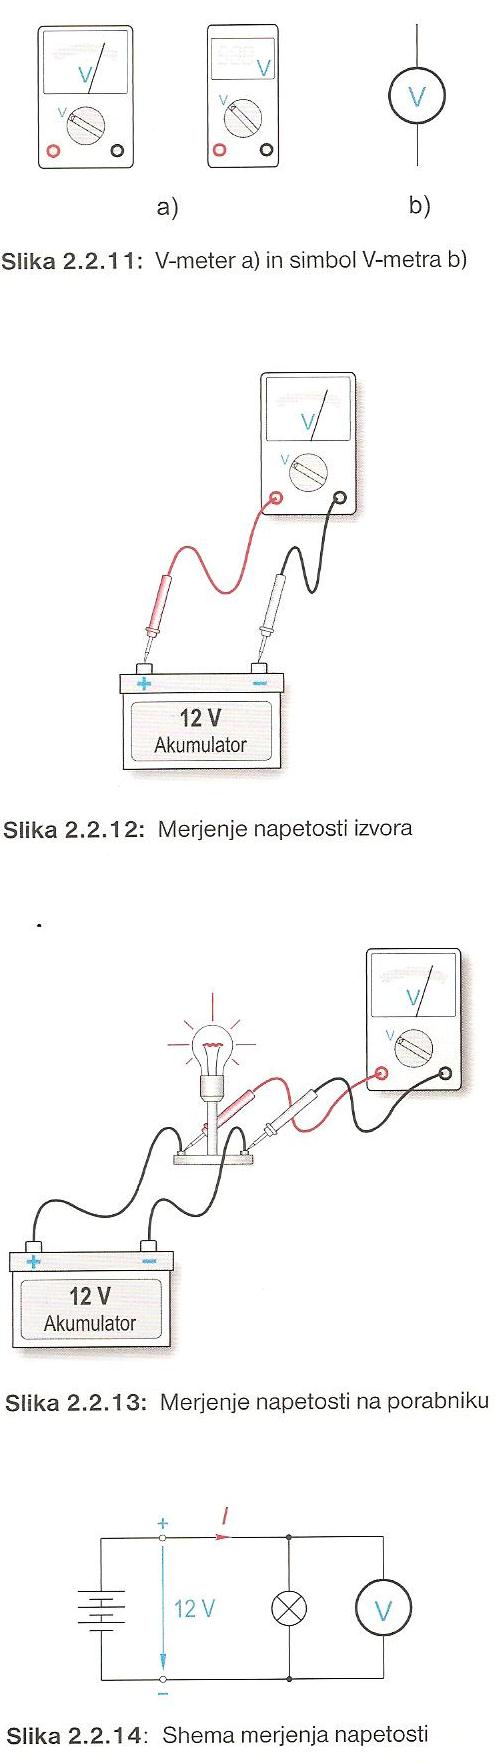 V
V
V
V
V
a) b)
Slika 2.2.11: V-meter a) in simbol V-metra b)
V
V
+ −
12 V
Akumulator
Slika 2.2.12: Merjenje napetosti izvora
V
V
+ −
12 V
Akumulator
Slika 2.2.13: Merjenje napetosti na porabniku
+ I
12 V V
−
Slika 2.2.14: Shema merjenja napetosti